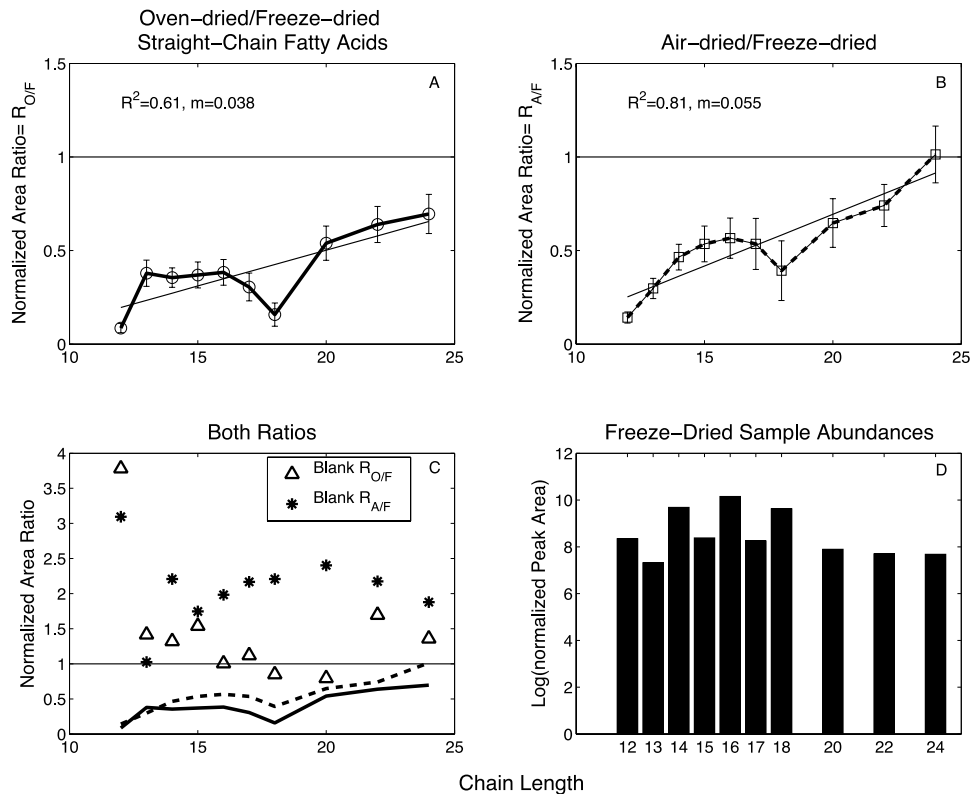 Oven-dried/Freeze-dried
Straight-Chain Fatty Acids
A
R²=0.61, m=0.038
Normalized Area Ratio= R_O/F
1.5
1
0.5
0
10 15 20 25
Air-dried/Freeze-dried
B
R²=0.81, m=0.055
Normalized Area Ratio= R_A/F
1.5
1
0.5
0
10 15 20 25
Both Ratios
C
Blank R_O/F
Blank R_A/F
Normalized Area Ratio
4
3.5
3
2.5
2
1.5
1
0.5
0
10 15 20 25
Freeze-Dried Sample Abundances
D
Log(normalized Peak Area)
12
10
8
6
4
2
0
12 13 14 15 16 17 18 20 22 24
Chain Length